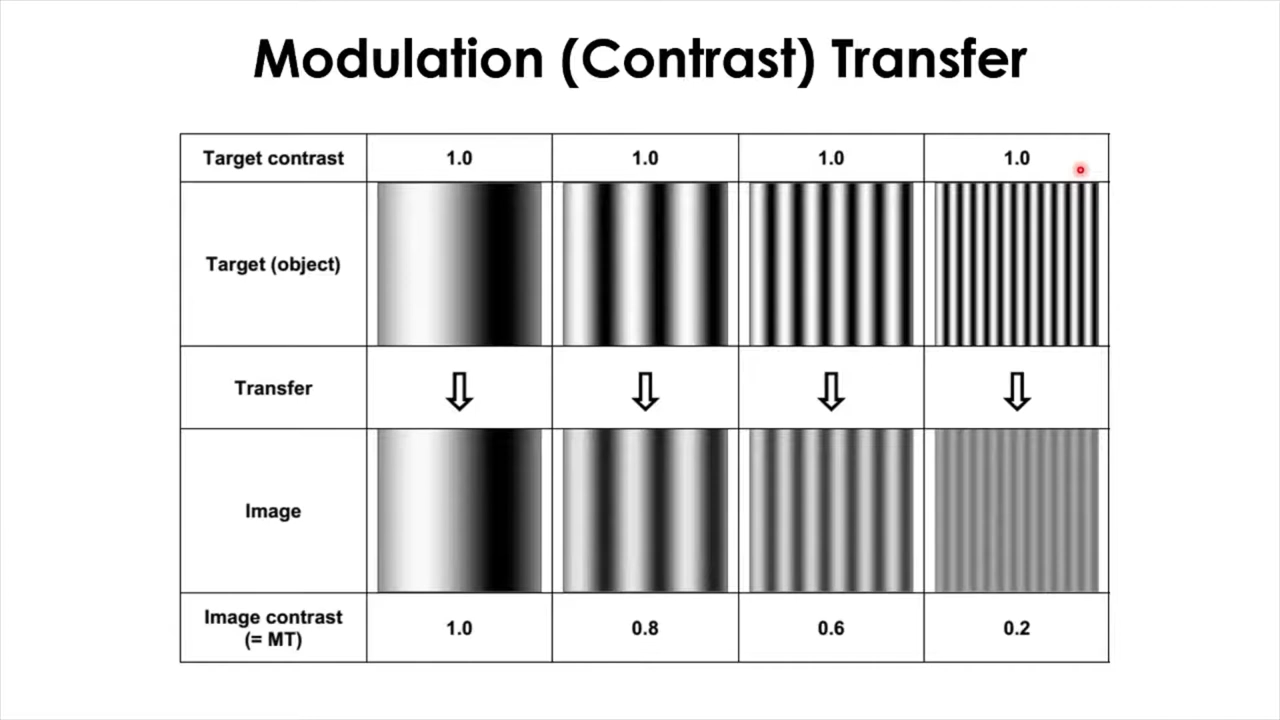 Modulation (Contrast) Transfer
Target contrast 1.0 1.0 1.0 1.0
Target (object)
Transfer
Image
Image contrast
(= MT) 1.0 0.8 0.6 0.2